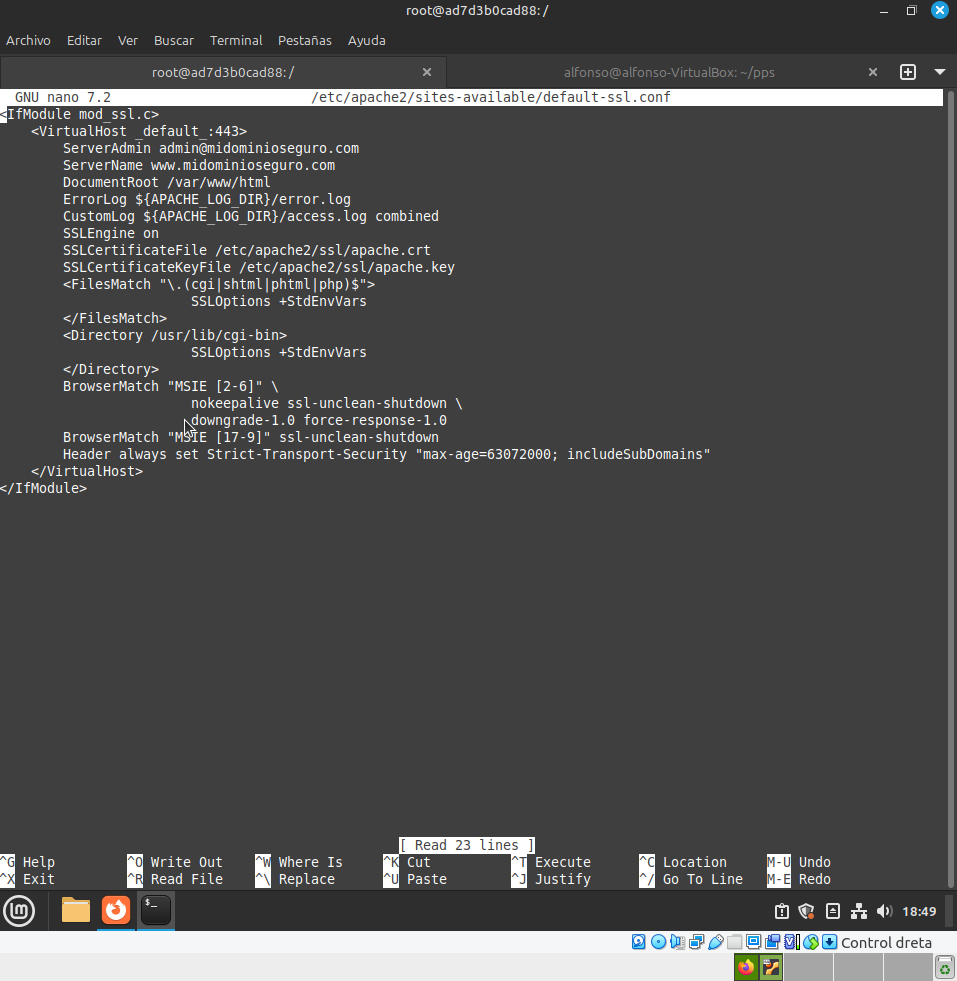 root@ad7d3b0cad88: /
Archivo Editar Ver Buscar Terminal Pestañas Ayuda
root@ad7d3b0cad88: /
alfonso@alfonso-VirtualBox: ~/pps
GNU nano 7.2 /etc/apache2/sites-available/default-ssl.conf
<IfModule mod_ssl.c>
<VirtualHost _default_:443>
ServerAdmin admin@midominioseguro.com
ServerName www.midominioseguro.com
DocumentRoot /var/www/html
ErrorLog ${APACHE_LOG_DIR}/error.log
CustomLog ${APACHE_LOG_DIR}/access.log combined
SSLEngine on
SSLCertificateFile /etc/apache2/ssl/apache.crt
SSLCertificateKeyFile /etc/apache2/ssl/apache.key
<FilesMatch "\.(cgi|shtml|phtml|php)$">
SSLOptions +StdEnvVars
</FilesMatch>
<Directory /usr/lib/cgi-bin>
SSLOptions +StdEnvVars
</Directory>
BrowserMatch "MSIE [2-6]" \
nokeepalive ssl-unclean-shutdown \
downgrade-1.0 force-response-1.0
BrowserMatch "MSIE [17-9]" ssl-unclean-shutdown
Header always set Strict-Transport-Security "max-age=63072000; includeSubDomains"
</VirtualHost>
</IfModule>
[ Read 23 lines ]
^G Help ^O Write Out ^W Where Is ^K Cut ^T Execute ^C Location M-U Undo
^X Exit ^R Read File ^\ Replace ^U Paste ^J Justify ^/ Go To Line M-E Redo
18:49
Control dreta